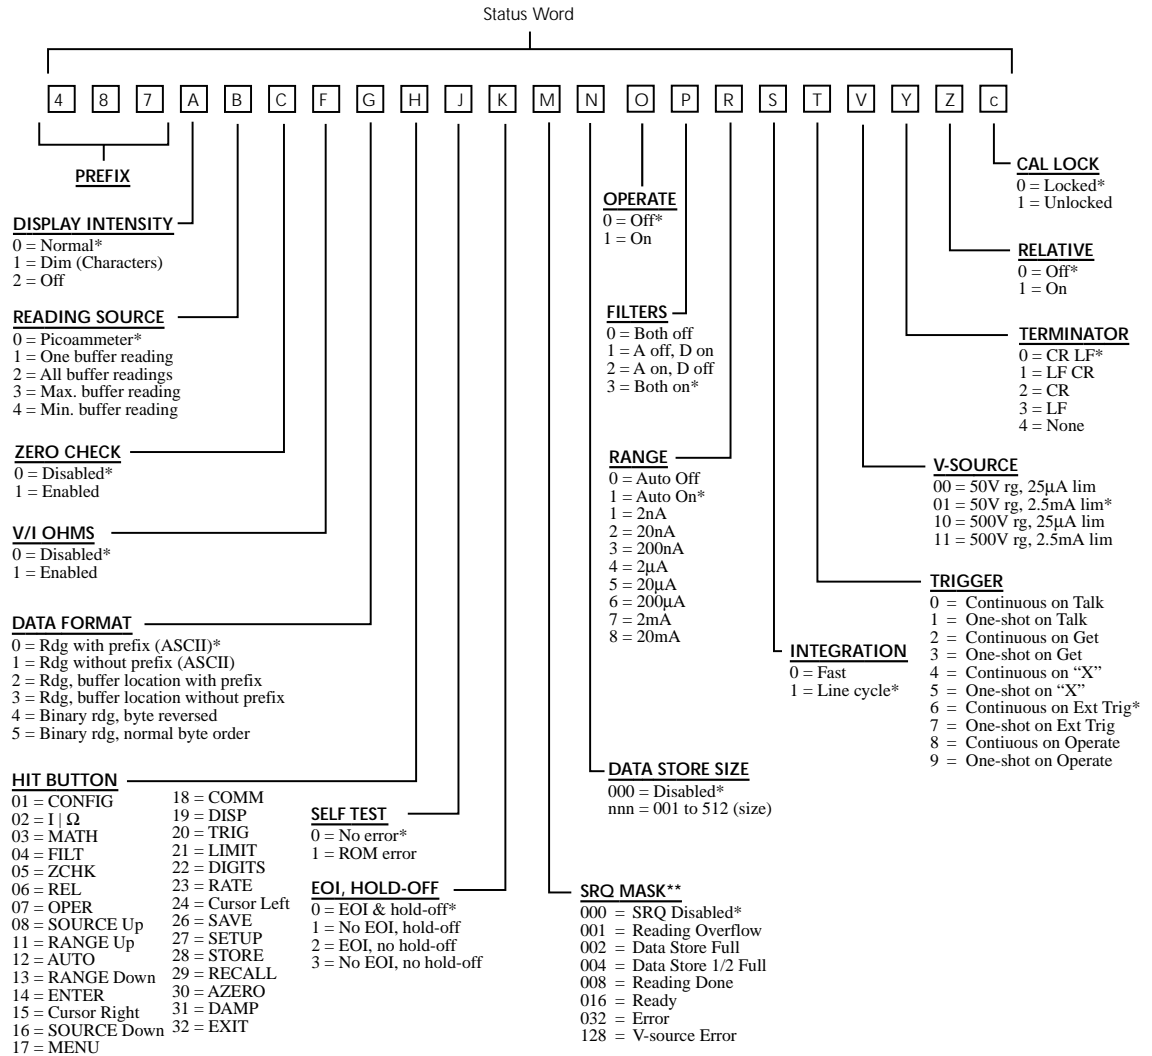 Status Word
4 8 7 A B C F G H J K M N O P R S T V Y Z c
PREFIX
DISPLAY INTENSITY
0 = Normal*
1 = Dim (Characters)
2 = Off
READING SOURCE
0 = Picoammeter*
1 = One buffer reading
2 = All buffer readings
3 = Max. buffer reading
4 = Min. buffer reading
ZERO CHECK
0 = Disabled*
1 = Enabled
V/I OHMS
0 = Disabled*
1 = Enabled
DATA FORMAT
0 = Rdg with prefix (ASCII)*
1 = Rdg without prefix (ASCII)
2 = Rdg, buffer location with prefix
3 = Rdg, buffer location without prefix
4 = Binary rdg, byte reversed
5 = Binary rdg, normal byte order
HIT BUTTON
01 = CONFIG
02 = I | Ω
03 = MATH
04 = FILT
05 = ZCHK
06 = REL
07 = OPER
08 = SOURCE Up
11 = RANGE Up
12 = AUTO
13 = RANGE Down
14 = ENTER
15 = Cursor Right
16 = SOURCE Down
17 = MENU
18 = COMM
19 = DISP
20 = TRIG
21 = LIMIT
22 = DIGITS
23 = RATE
24 = Cursor Left
26 = SAVE
27 = SETUP
28 = STORE
29 = RECALL
30 = AZERO
31 = DAMP
32 = EXIT
SELF TEST
0 = No error*
1 = ROM error
EOI, HOLD-OFF
0 = EOI & hold-off*
1 = No EOI, hold-off
2 = EOI, no hold-off
3 = No EOI, no hold-off
SRQ MASK**
000 = SRQ Disabled*
001 = Reading Overflow
002 = Data Store Full
004 = Data Store 1/2 Full
008 = Reading Done
016 = Ready
032 = Error
128 = V-source Error
DATA STORE SIZE
000 = Disabled*
nnn = 001 to 512 (size)
OPERATE
0 = Off*
1 = On
FILTERS
0 = Both off
1 = A off, D on
2 = A on, D off
3 = Both on*
RANGE
0 = Auto Off
1 = Auto On*
1 = 2nA
2 = 20nA
3 = 200nA
4 = 2µA
5 = 20µA
6 = 200µA
7 = 2mA
8 = 20mA
INTEGRATION
0 = Fast
1 = Line cycle*
TRIGGER
0 = Continuous on Talk
1 = One-shot on Talk
2 = Continuous on Get
3 = One-shot on Get
4 = Continuous on “X”
5 = One-shot on “X”
6 = Continuous on Ext Trig*
7 = One-shot on Ext Trig
8 = Contiuous on Operate
9 = One-shot on Operate
V-SOURCE
00 = 50V rg, 25µA lim
01 = 50V rg, 2.5mA lim*
10 = 500V rg, 25µA lim
11 = 500V rg, 2.5mA lim
TERMINATOR
0 = CR LF*
1 = LF CR
2 = CR
3 = LF
4 = None
RELATIVE
0 = Off*
1 = On
CAL LOCK
0 = Locked*
1 = Unlocked